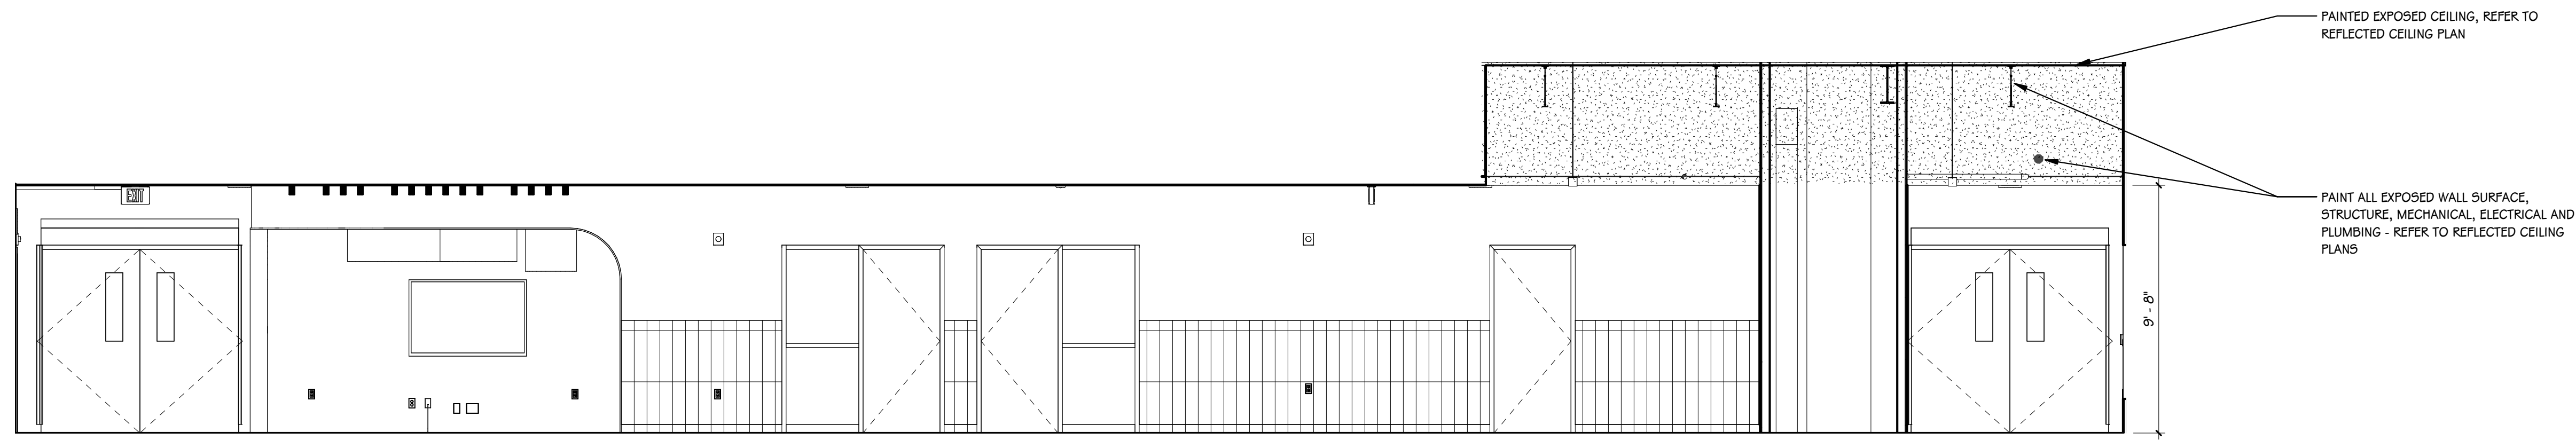 PAINTED EXPOSED CEILING, REFER TO
REFLECTED CEILING PLAN
EXIT
PAINT ALL EXPOSED WALL SURFACE,
STRUCTURE, MECHANICAL, ELECTRICAL AND
PLUMBING - REFER TO REFLECTED CEILING
PLANS
9' - 8"